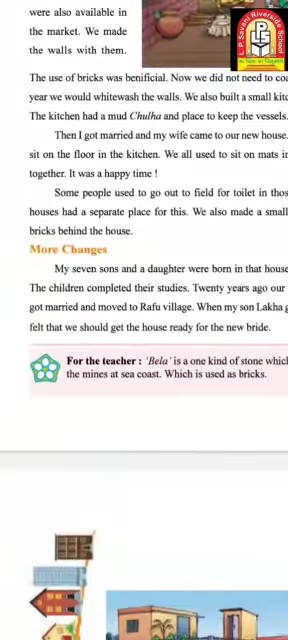 were also available in
the market. We made
the walls with them.
The use of bricks was benificial. Now we did not need to coa
year we would whitewash the walls. We also built a small kitc
The kitchen had a mud Chulha and place to keep the vessels.
Then I got married and my wife came to our new house.
sit on the floor in the kitchen. We all used to sit on mats in
together. It was a happy time !
Some people used to go out to field for toilet in thos
houses had a separate place for this. We also made a small
bricks behind the house.
More Changes
My seven sons and a daughter were born in that house
The children completed their studies. Twenty years ago our
got married and moved to Rafu village. When my son Lakha g
felt that we should get the house ready for the new bride.
For the teacher : 'Bela' is a one kind of stone which
the mines at sea coast. Which is used as bricks.
L P Savani Riverside School
LPS